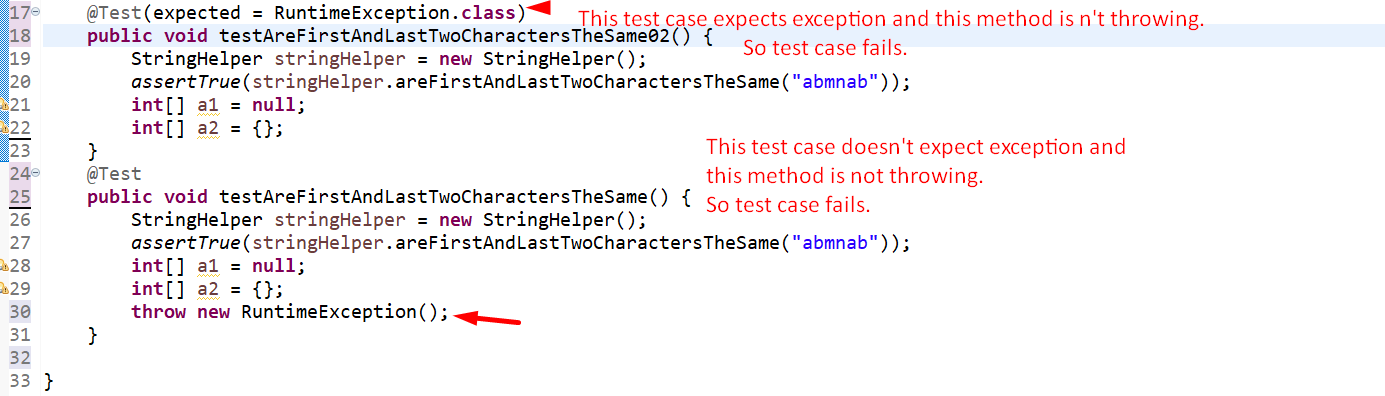 17 @Test(expected = RuntimeException.class) This test case expects exception and this method is n't throwing.
18 public void testAreFirstAndLastTwoCharactersTheSame02() { So test case fails.
19 StringHelper stringHelper = new StringHelper();
20 assertTrue(stringHelper.areFirstAndLastTwoCharactersTheSame("abmnab"));
21 int[] a1 = null;
22 int[] a2 = {};
23 }
This test case doesn't expect exception and
24 @Test
this method is not throwing.
25 public void testAreFirstAndLastTwoCharactersTheSame() {
So test case fails.
26 StringHelper stringHelper = new StringHelper();
27 assertTrue(stringHelper.areFirstAndLastTwoCharactersTheSame("abmnab"));
28 int[] a1 = null;
29 int[] a2 = {};
30 throw new RuntimeException();
31 }
32
33 }